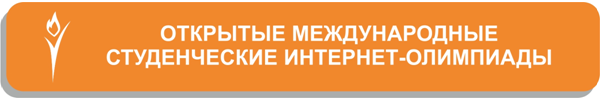 ОТКРЫТЫЕ МЕЖДУНАРОДНЫЕ
СТУДЕНЧЕСКИЕ ИНТЕРНЕТ-ОЛИМПИАДЫ